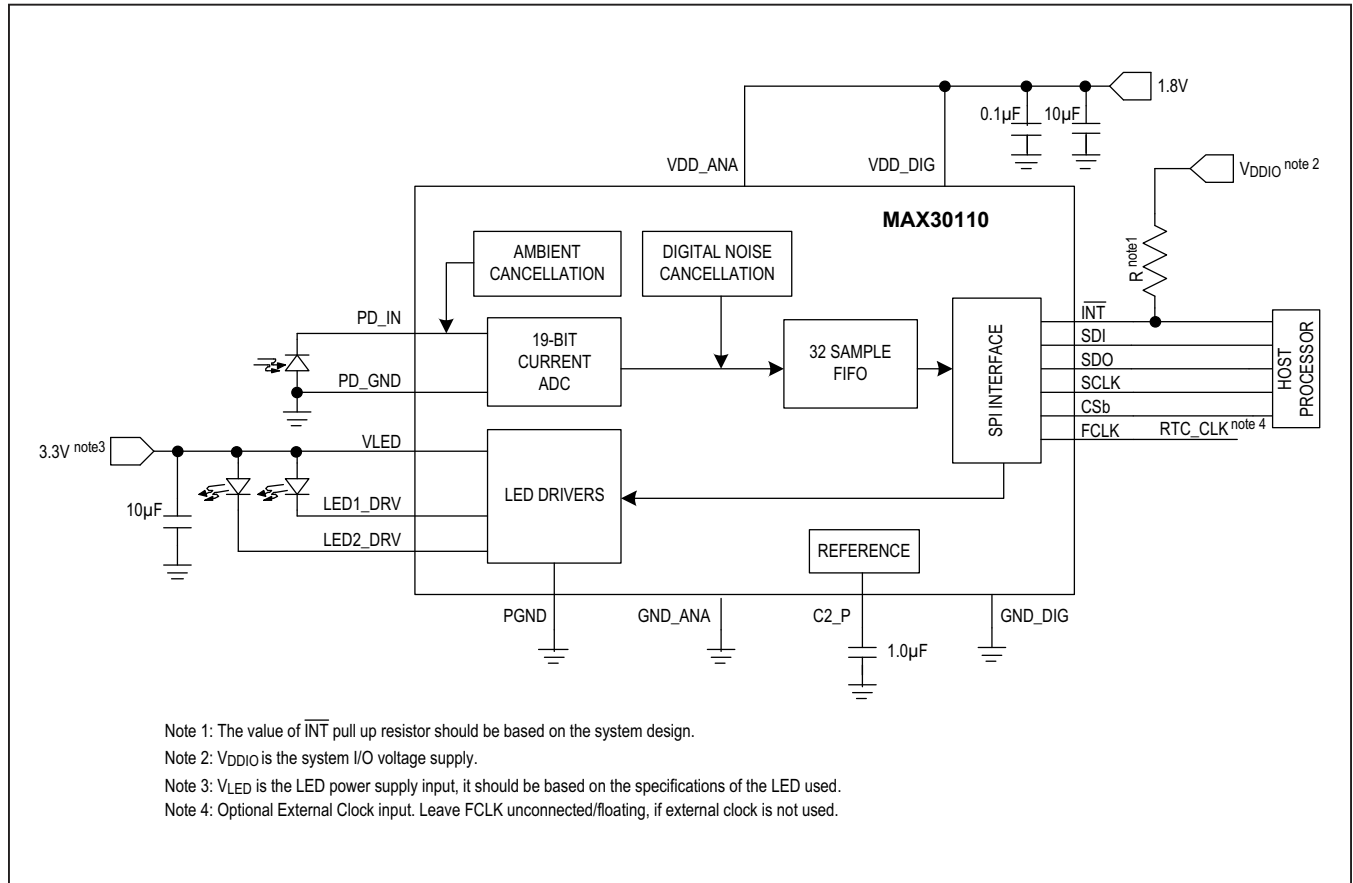 1.8V
0.1µF
10µF
VDD_ANA
VDD_DIG
VDDIO note 2
MAX30110
R note1
AMBIENT
CANCELLATION
DIGITAL NOISE
CANCELLATION
PD_IN
19-BIT
CURRENT
ADC
32 SAMPLE
FIFO
SPI INTERFACE
INT
SDI
SDO
SCLK
CSb
FCLK
RTC_CLK note 4
HOST
PROCESSOR
PD_GND
3.3V note3
VLED
LED DRIVERS
10µF
LED1_DRV
LED2_DRV
REFERENCE
PGND
GND_ANA
C2_P
GND_DIG
1.0µF
Note 1: The value of INT pull up resistor should be based on the system design.
Note 2: VDDIO is the system I/O voltage supply.
Note 3: VLED is the LED power supply input, it should be based on the specifications of the LED used.
Note 4: Optional External Clock input. Leave FCLK unconnected/floating, if external clock is not used.